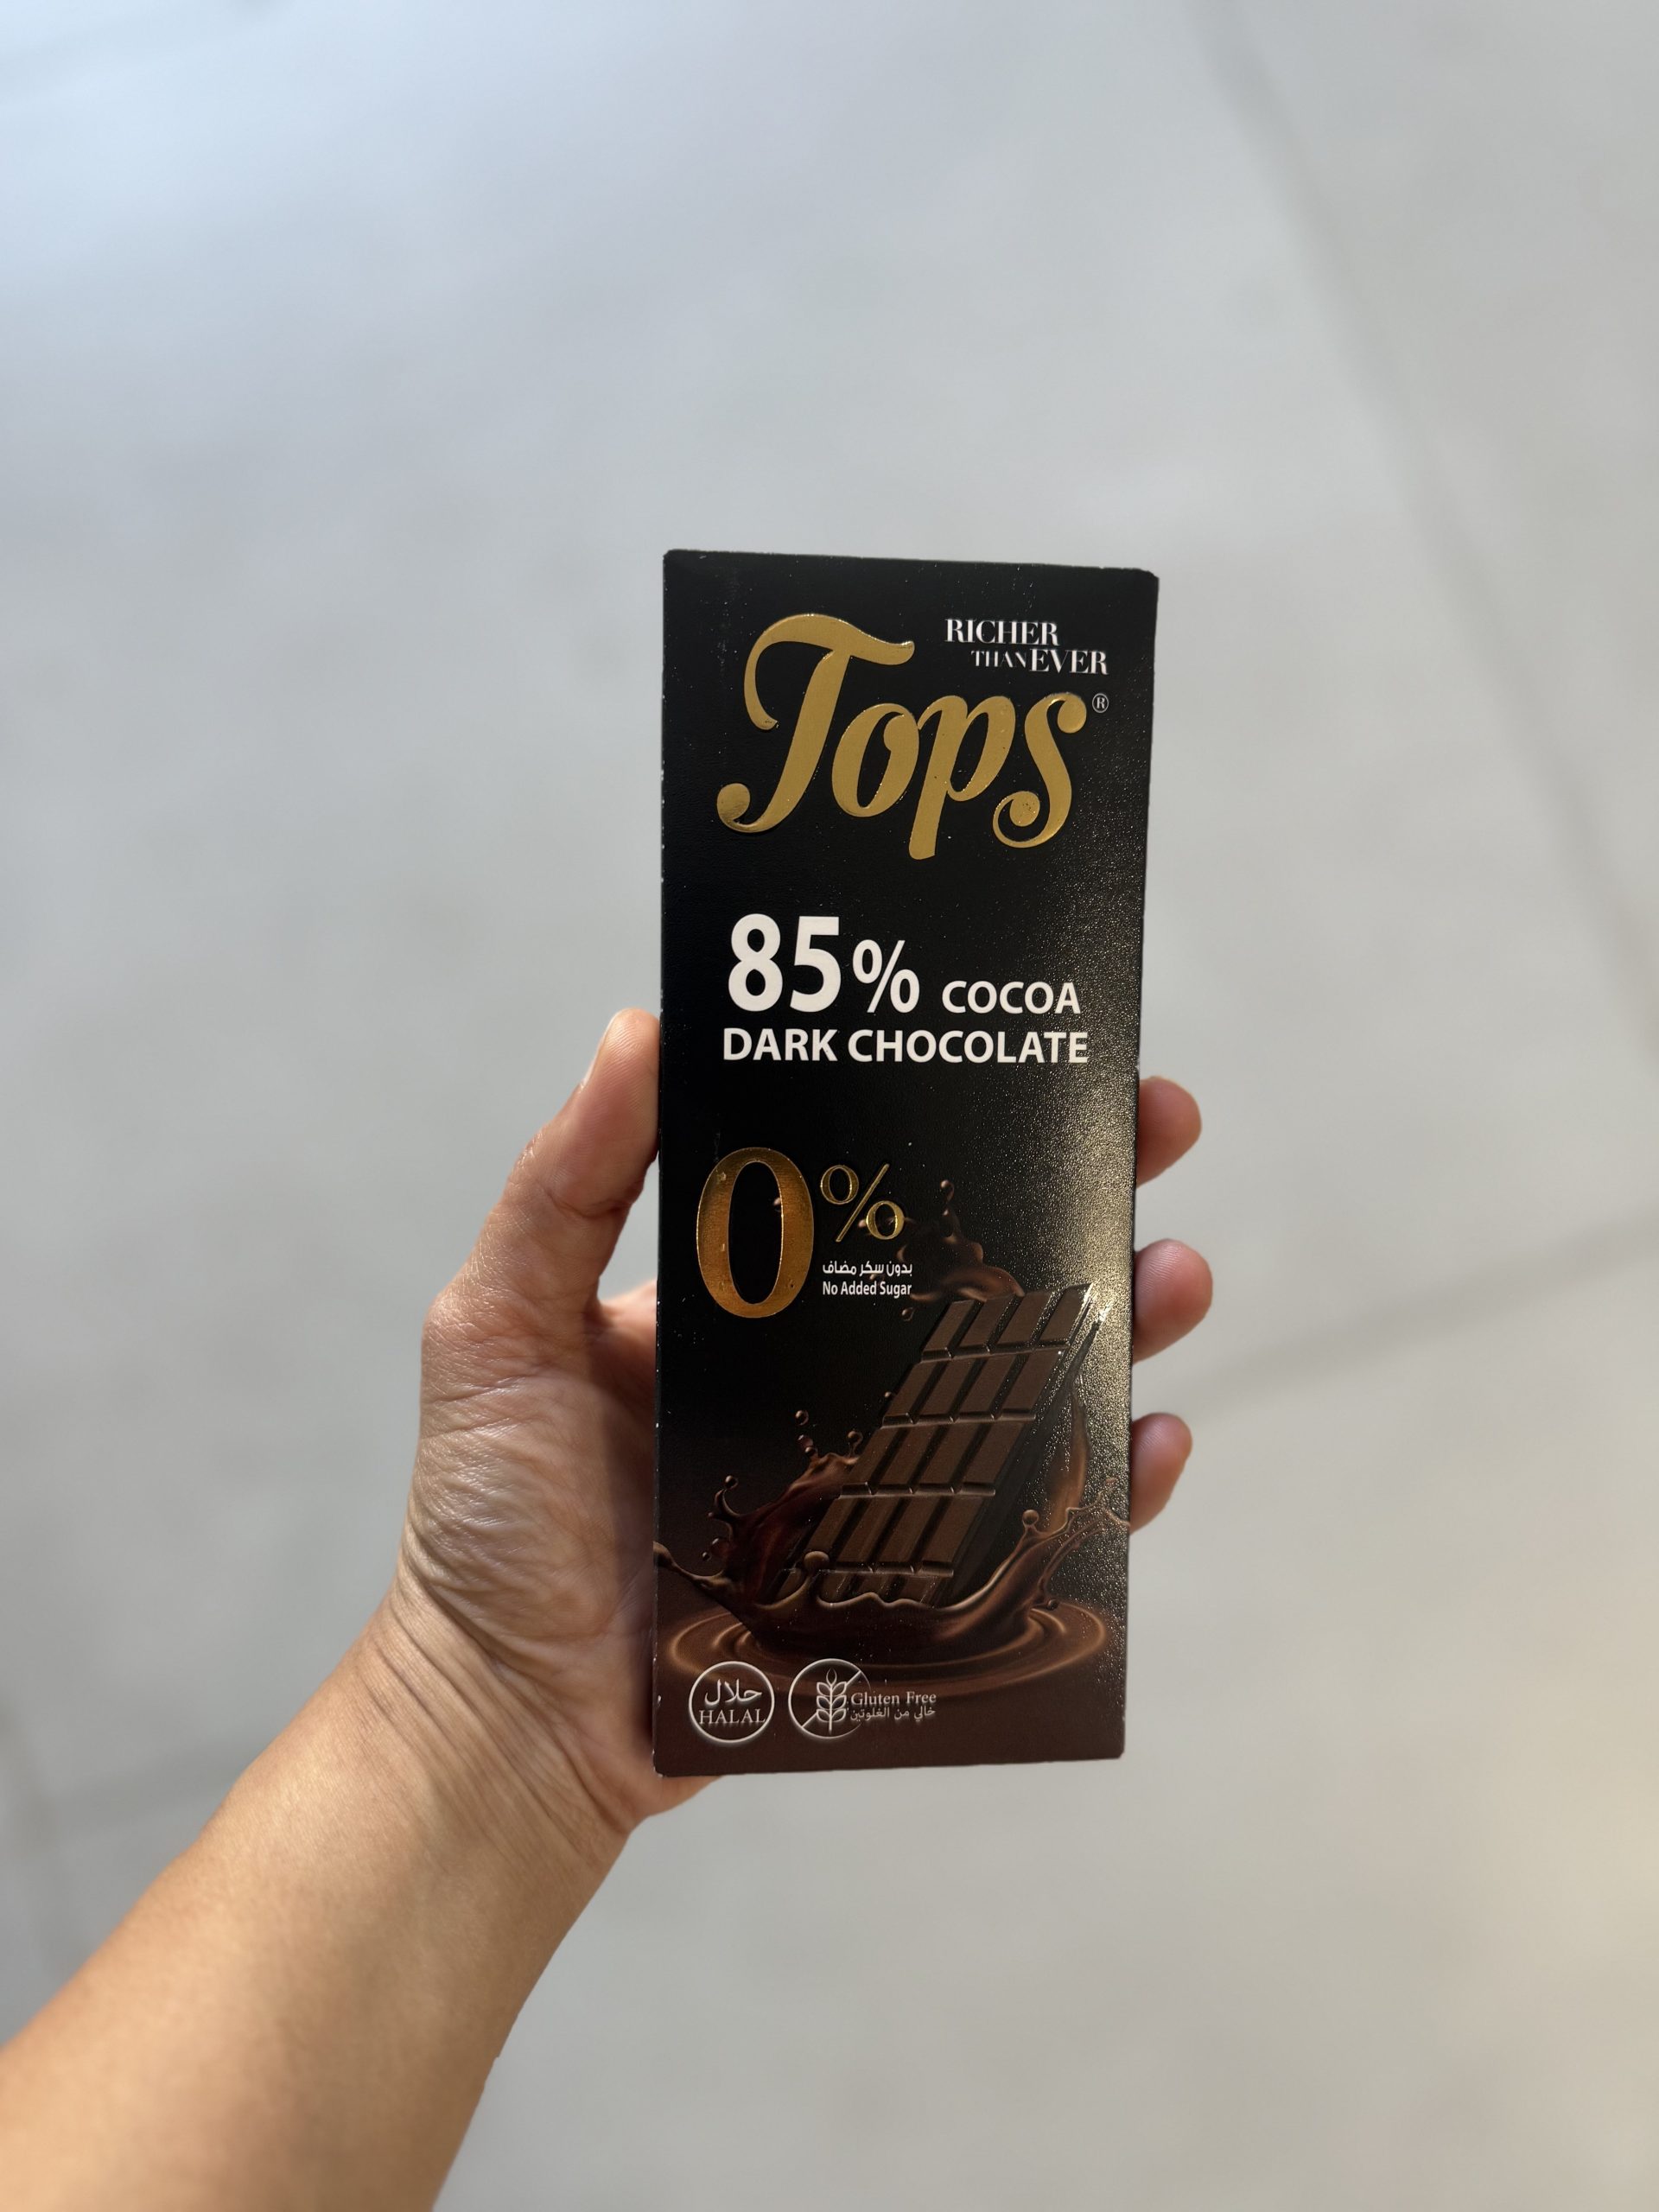 RICHER
THAN EVER
Tops®
85% COCOA
DARK CHOCOLATE
0%
بدون سكر مضاف
No Added Sugar
حلال
HALAL
Gluten Free
خالي من الغلوتين